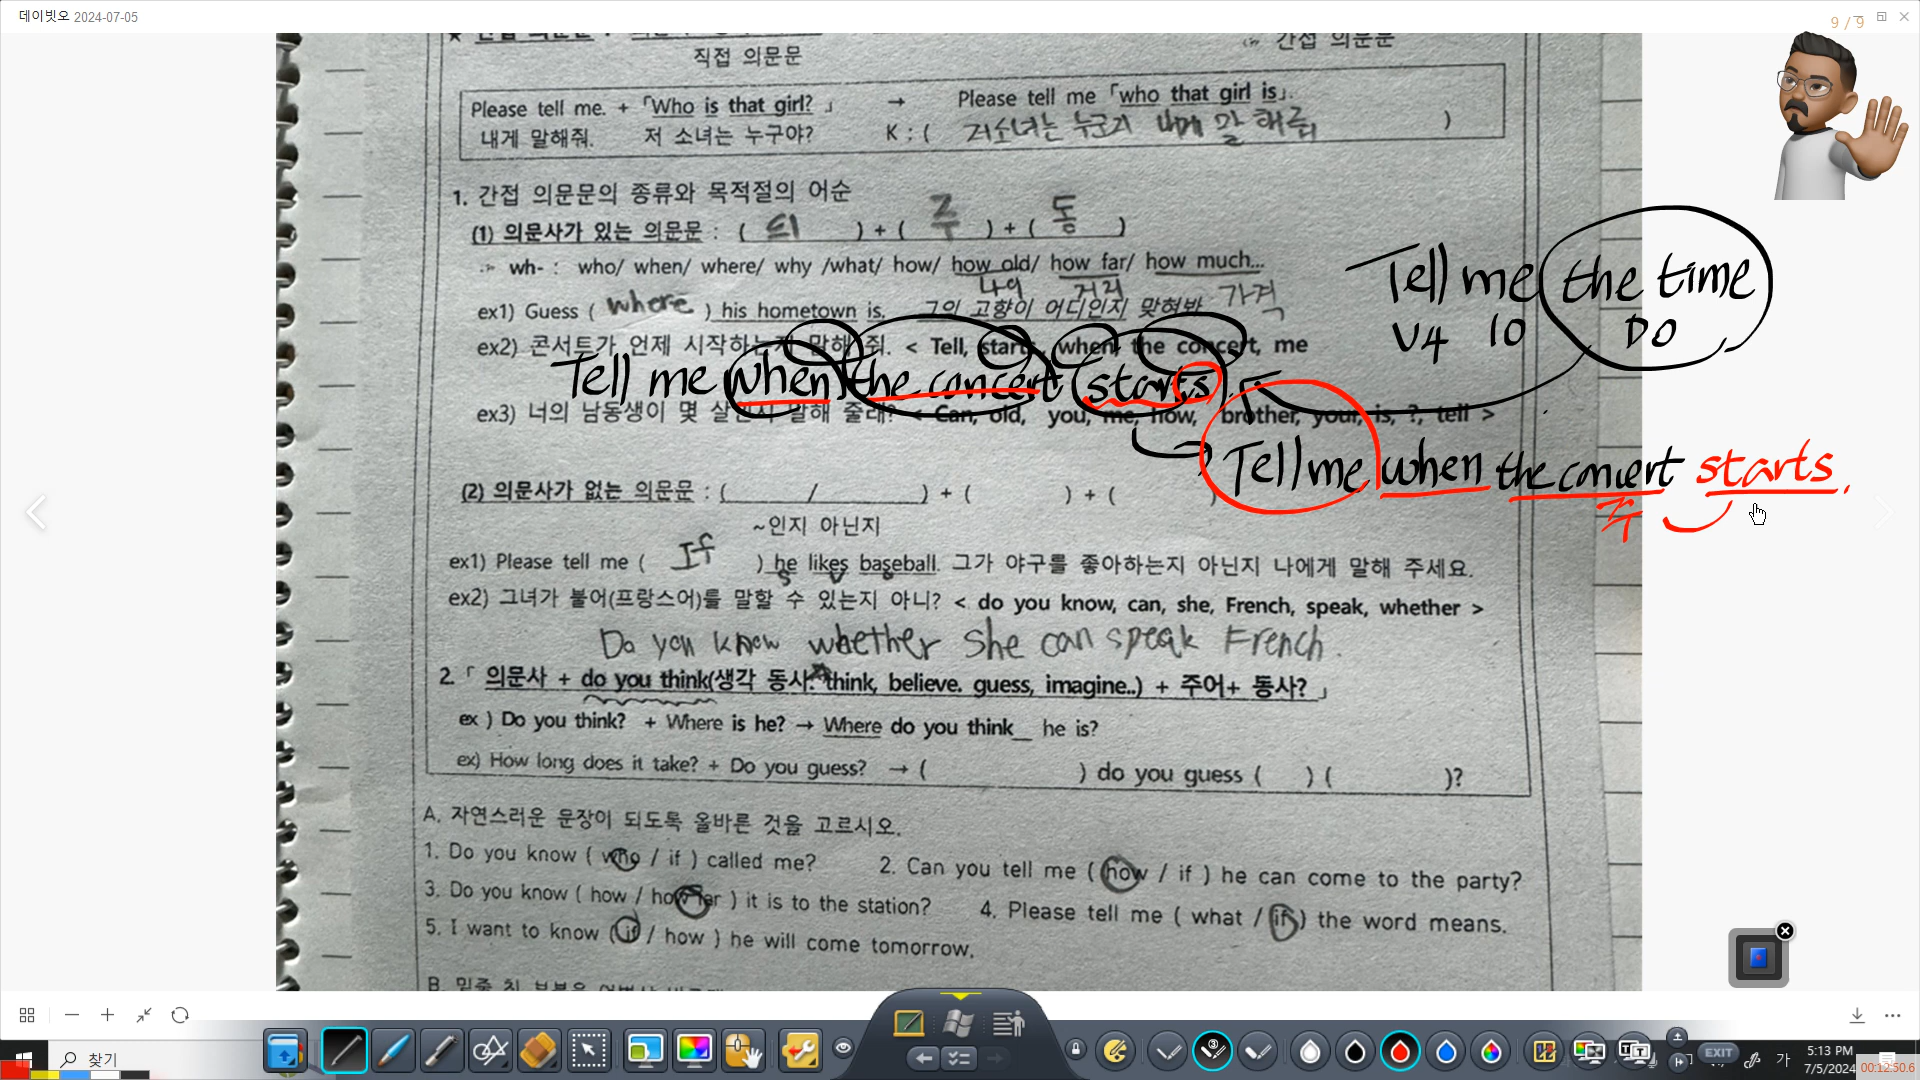 데이빗오 2024-07-05
9 / 9
직접 의문문
간접 의문문
Please tell me. + 「Who is that girl? 」 → Please tell me 「who that girl is」.
내게 말해줘. 저 소녀는 누구야? K : ( 저소녀는 누군지 내게 말 해줘 )
1. 간접 의문문의 종류와 목적절의 어순
(1) 의문사가 있는 의문문 : ( 의 ) + ( 주 ) + ( 동 )
wh- : who/ when/ where/ why /what/ how/ how old/ how far/ how much...
나이 거리 가격
ex1) Guess ( where ) his hometown is. 그의 고향이 어디인지 맞혀봐
Tell me the time
V4 IO DO
ex2) 콘서트가 언제 시작하는지 말해 줘. < Tell, start, when, the concert, me
Tell me when the concert starts.
ex3) 너의 남동생이 몇 살인지 말해 줄래? < Can, old, you, me, how, brother, your, is, ?, tell >
Tell me when the concert starts.
주
(2) 의문사가 없는 의문문 : ( / ) + ( ) + (
~인지 아닌지
ex1) Please tell me ( If ) he likes baseball. 그가 야구를 좋아하는지 아닌지 나에게 말해 주세요.
S V o
ex2) 그녀가 불어(프랑스어)를 말할 수 있는지 아니? < do you know, can, she, French, speak, whether >
Do you know whether she can speak French.
2. 「 의문사 + do you think(생각 동사: think, believe. guess, imagine..) + 주어+ 동사? 」
ex ) Do you think? + Where is he? → Where do you think_ he is?
ex) How long does it take? + Do you guess? → ( ) do you guess ( ) ( )?
A. 자연스러운 문장이 되도록 올바른 것을 고르시오.
1. Do you know ( who / if ) called me? 2. Can you tell me ( how / if ) he can come to the party?
3. Do you know ( how / how far ) it is to the station? 4. Please tell me ( what / if ) the word means.
5. I want to know ( if / how ) he will come tomorrow.
찾기
EXIT
가
5:13 PM
7/5/2024
00:12:50.6